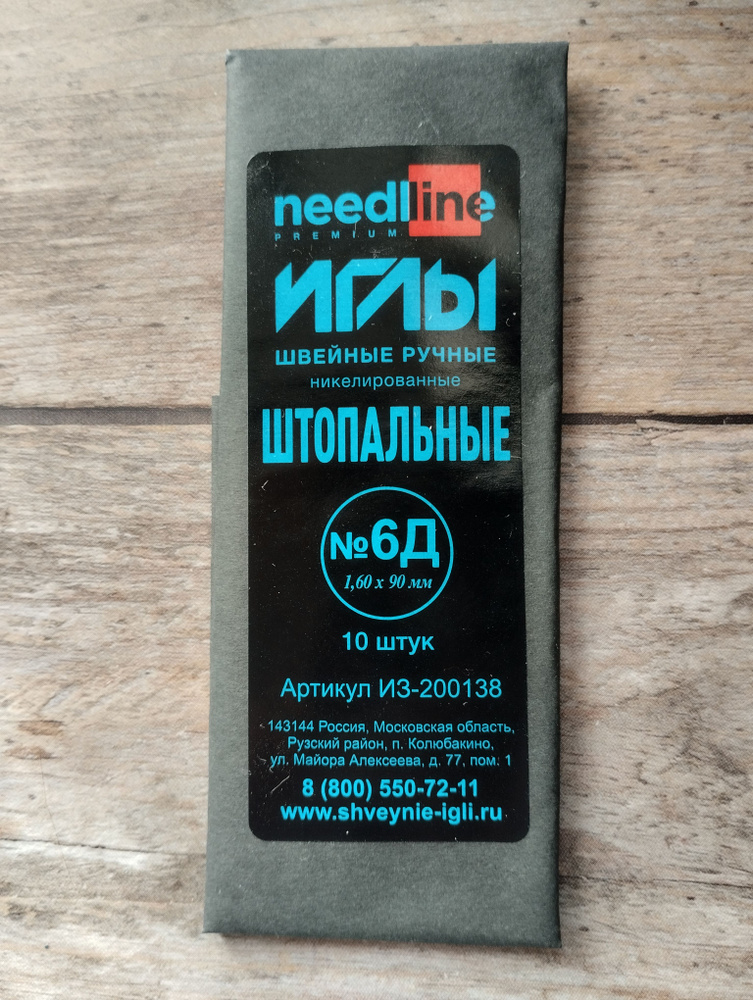 needlline
PREMIUM
ИГЛЫ
ШВЕЙНЫЕ РУЧНЫЕ
никелированные
ШТОПАЛЬНЫЕ
№6Д
1,60 x 90 мм
10 штук
Артикул ИЗ-200138
143144 Россия, Московская область,
Рузский район, п. Колюбакино,
ул. Майора Алексеева, д. 77, пом. 1
8 (800) 550-72-11
www.shveynie-igli.ru